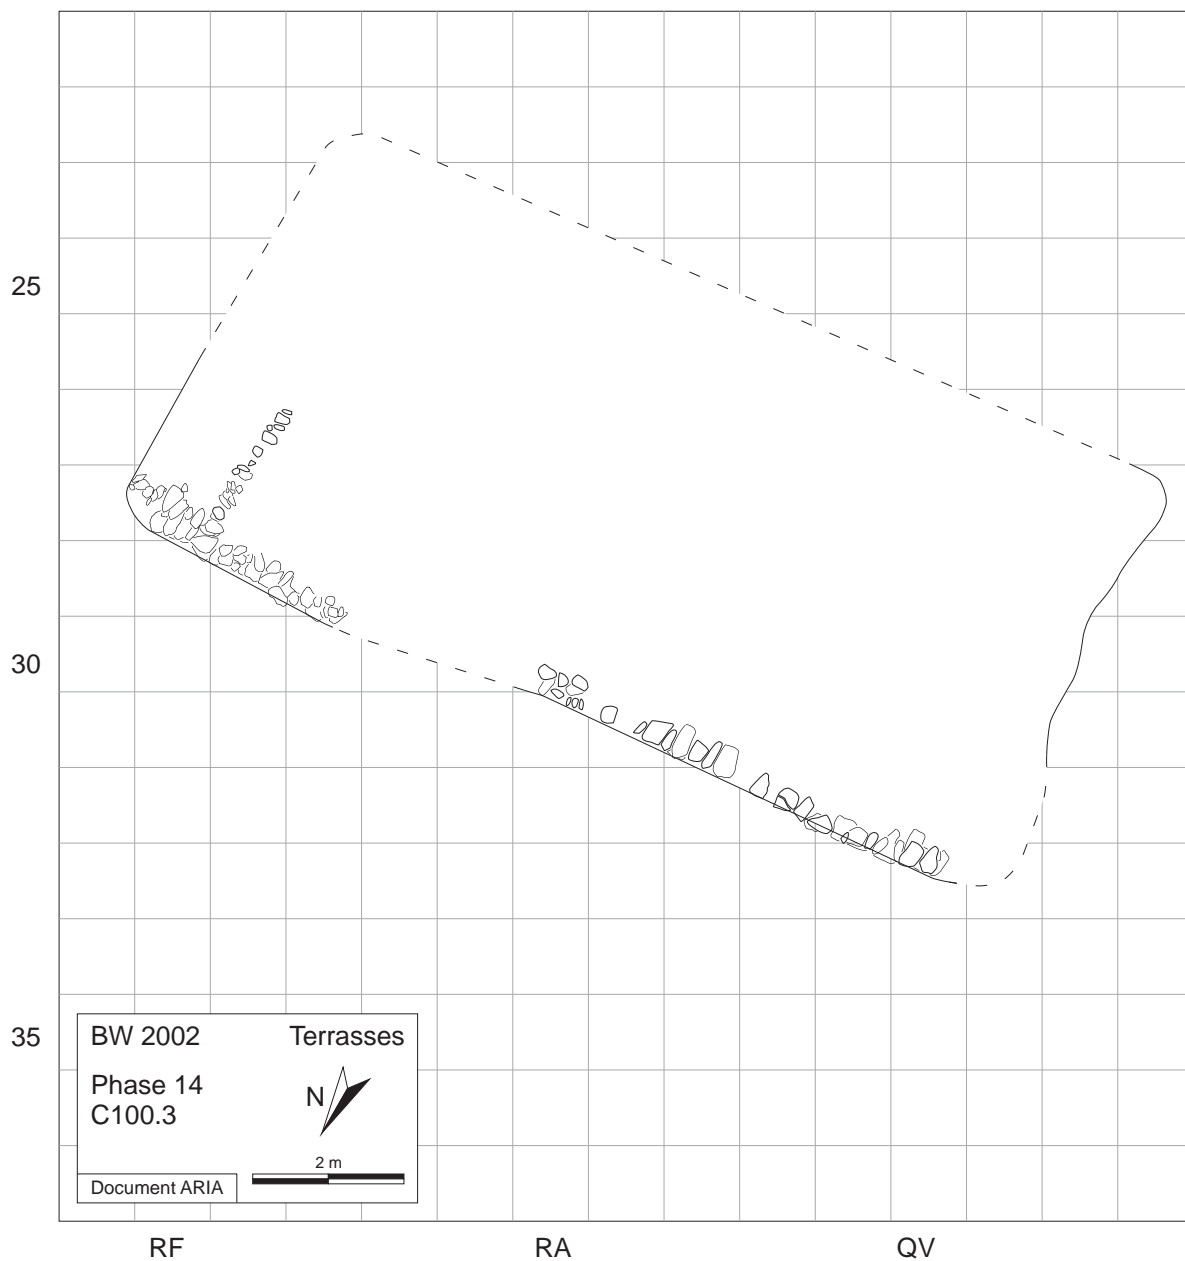 25
30
35
BW 2002 Terrasses
Phase 14
C100.3
N
2 m
Document ARIA
RF RA QV